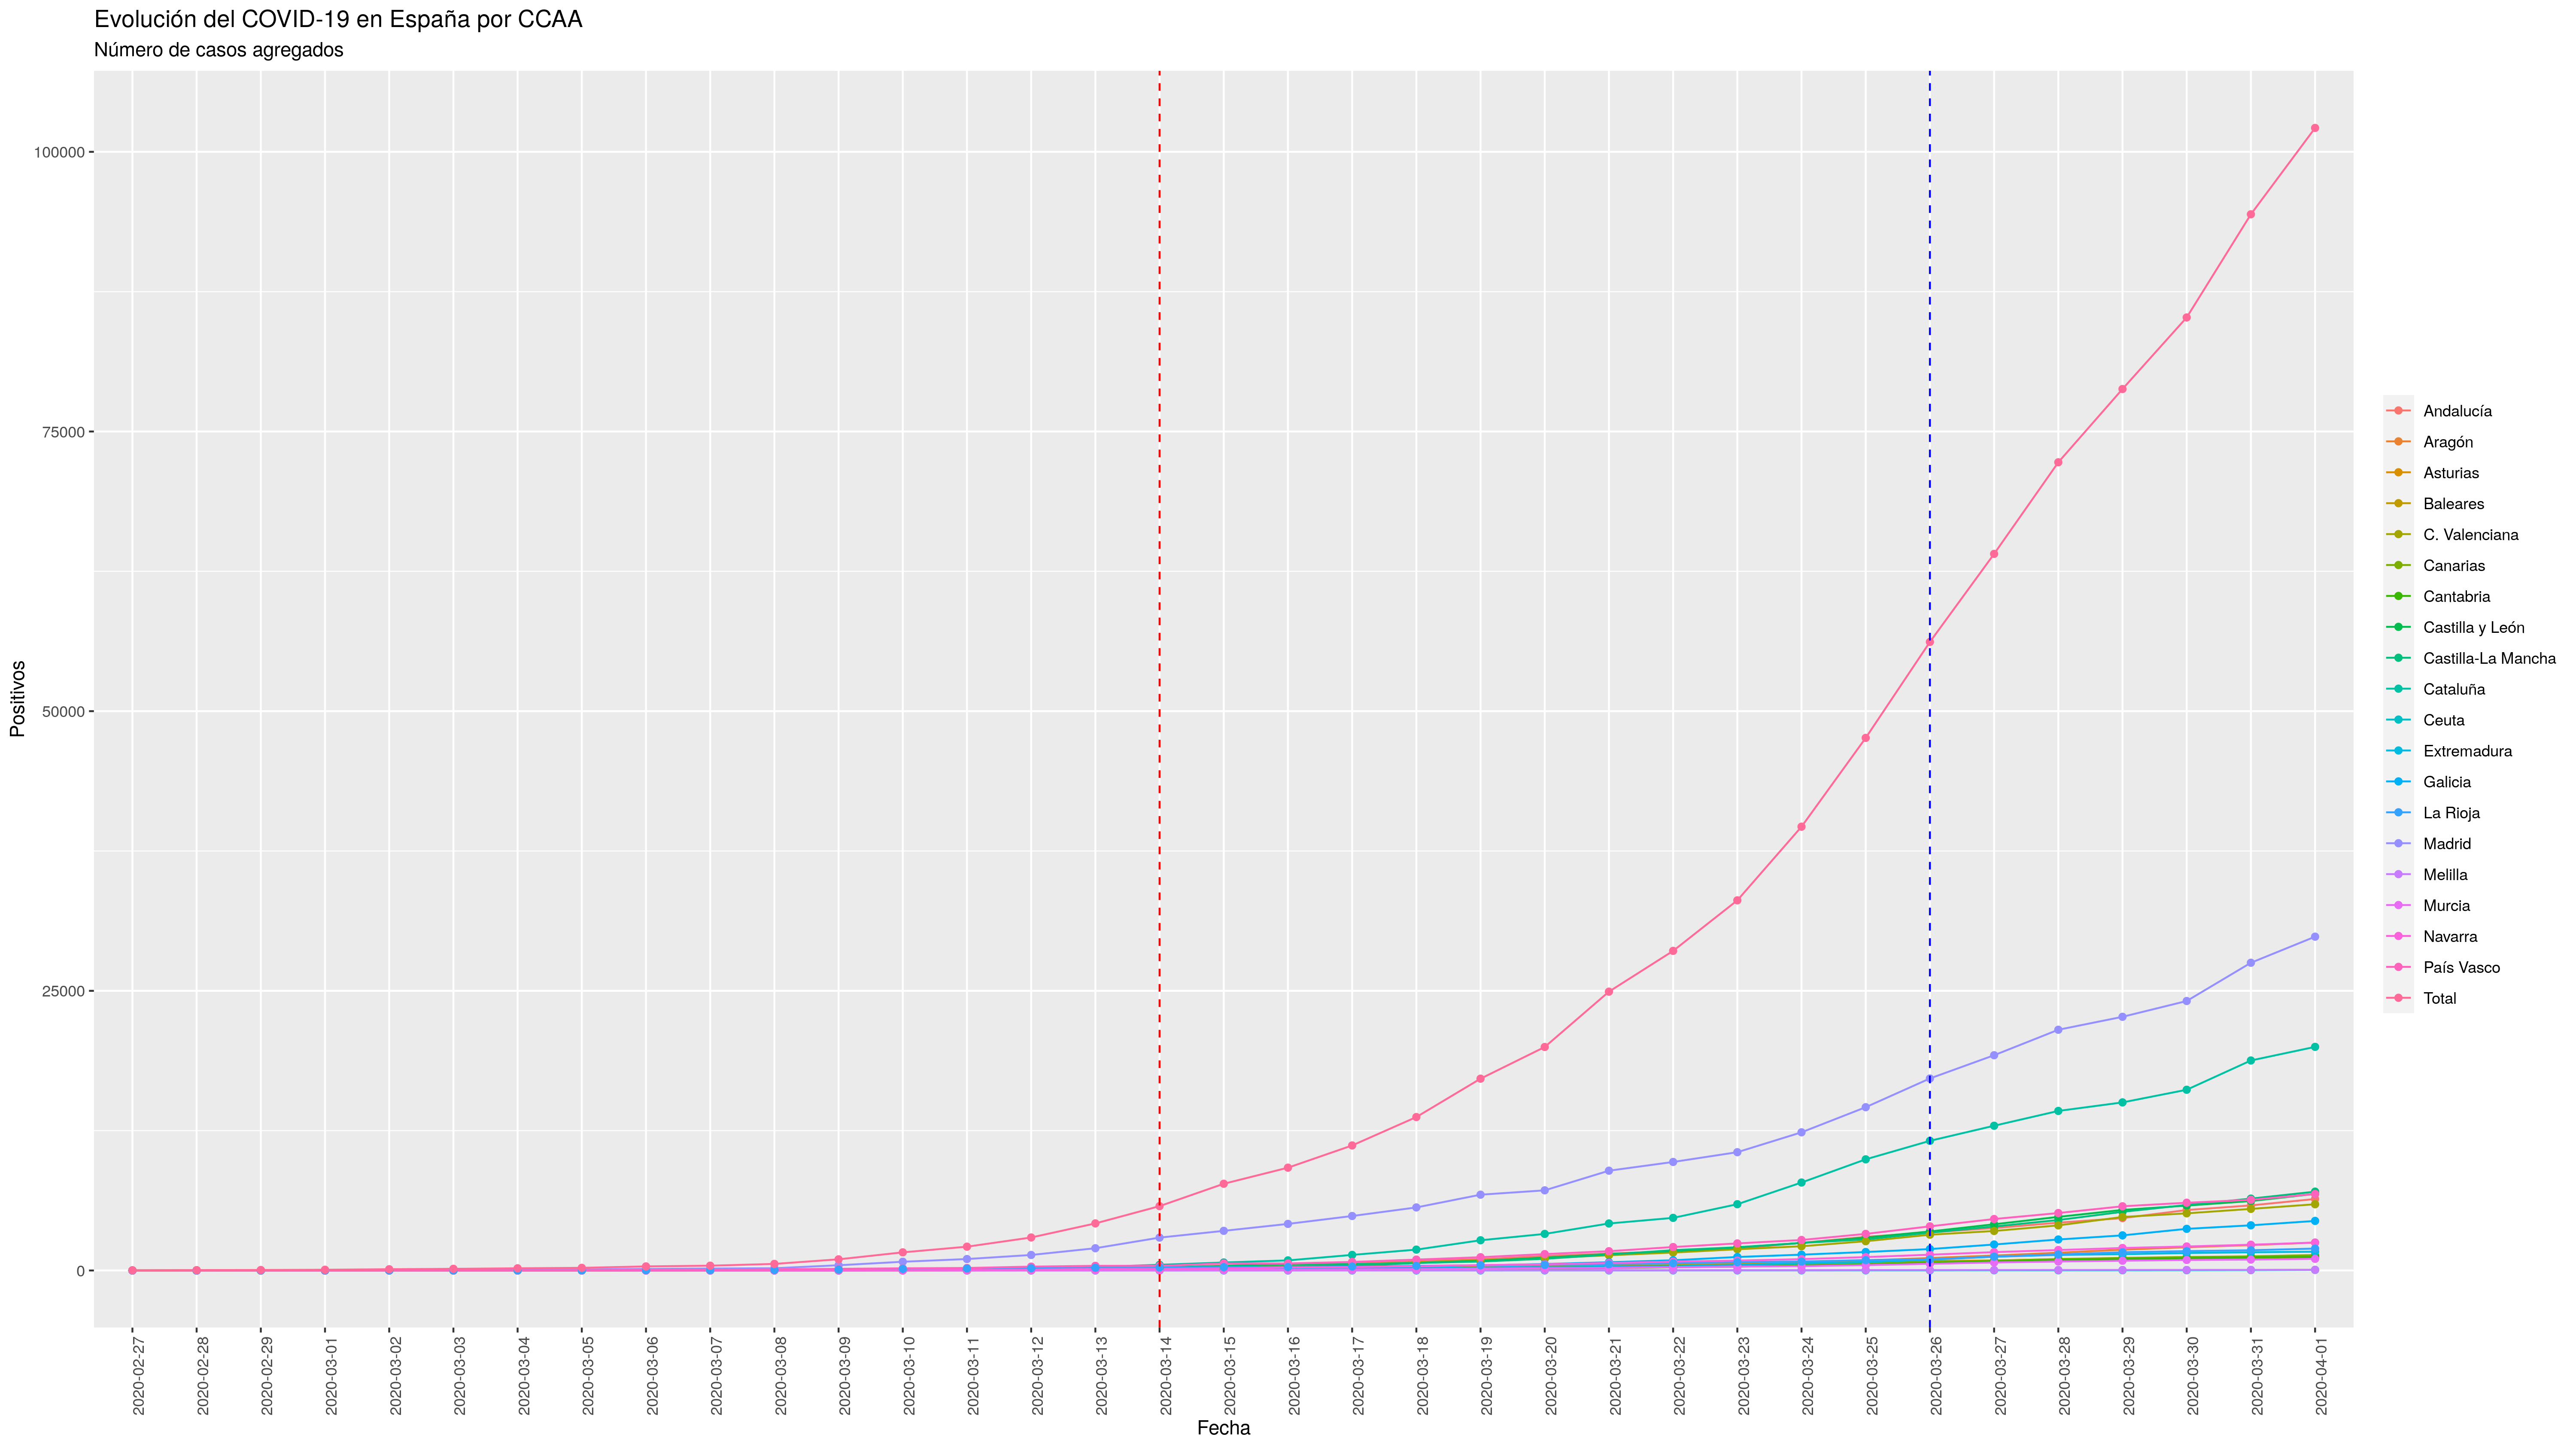 Evolución del COVID-19 en España por CCAA
Número de casos agregados
100000
75000
50000
25000
0
Positivos
2020-02-27
2020-02-28
2020-02-29
2020-03-01
2020-03-02
2020-03-03
2020-03-04
2020-03-05
2020-03-06
2020-03-07
2020-03-08
2020-03-09
2020-03-10
2020-03-11
2020-03-12
2020-03-13
2020-03-14
2020-03-15
2020-03-16
2020-03-17
2020-03-18
2020-03-19
2020-03-20
2020-03-21
2020-03-22
2020-03-23
2020-03-24
2020-03-25
2020-03-26
2020-03-27
2020-03-28
2020-03-29
2020-03-30
2020-03-31
2020-04-01
Fecha
Andalucía
Aragón
Asturias
Baleares
C. Valenciana
Canarias
Cantabria
Castilla y León
Castilla-La Mancha
Cataluña
Ceuta
Extremadura
Galicia
La Rioja
Madrid
Melilla
Murcia
Navarra
País Vasco
Total